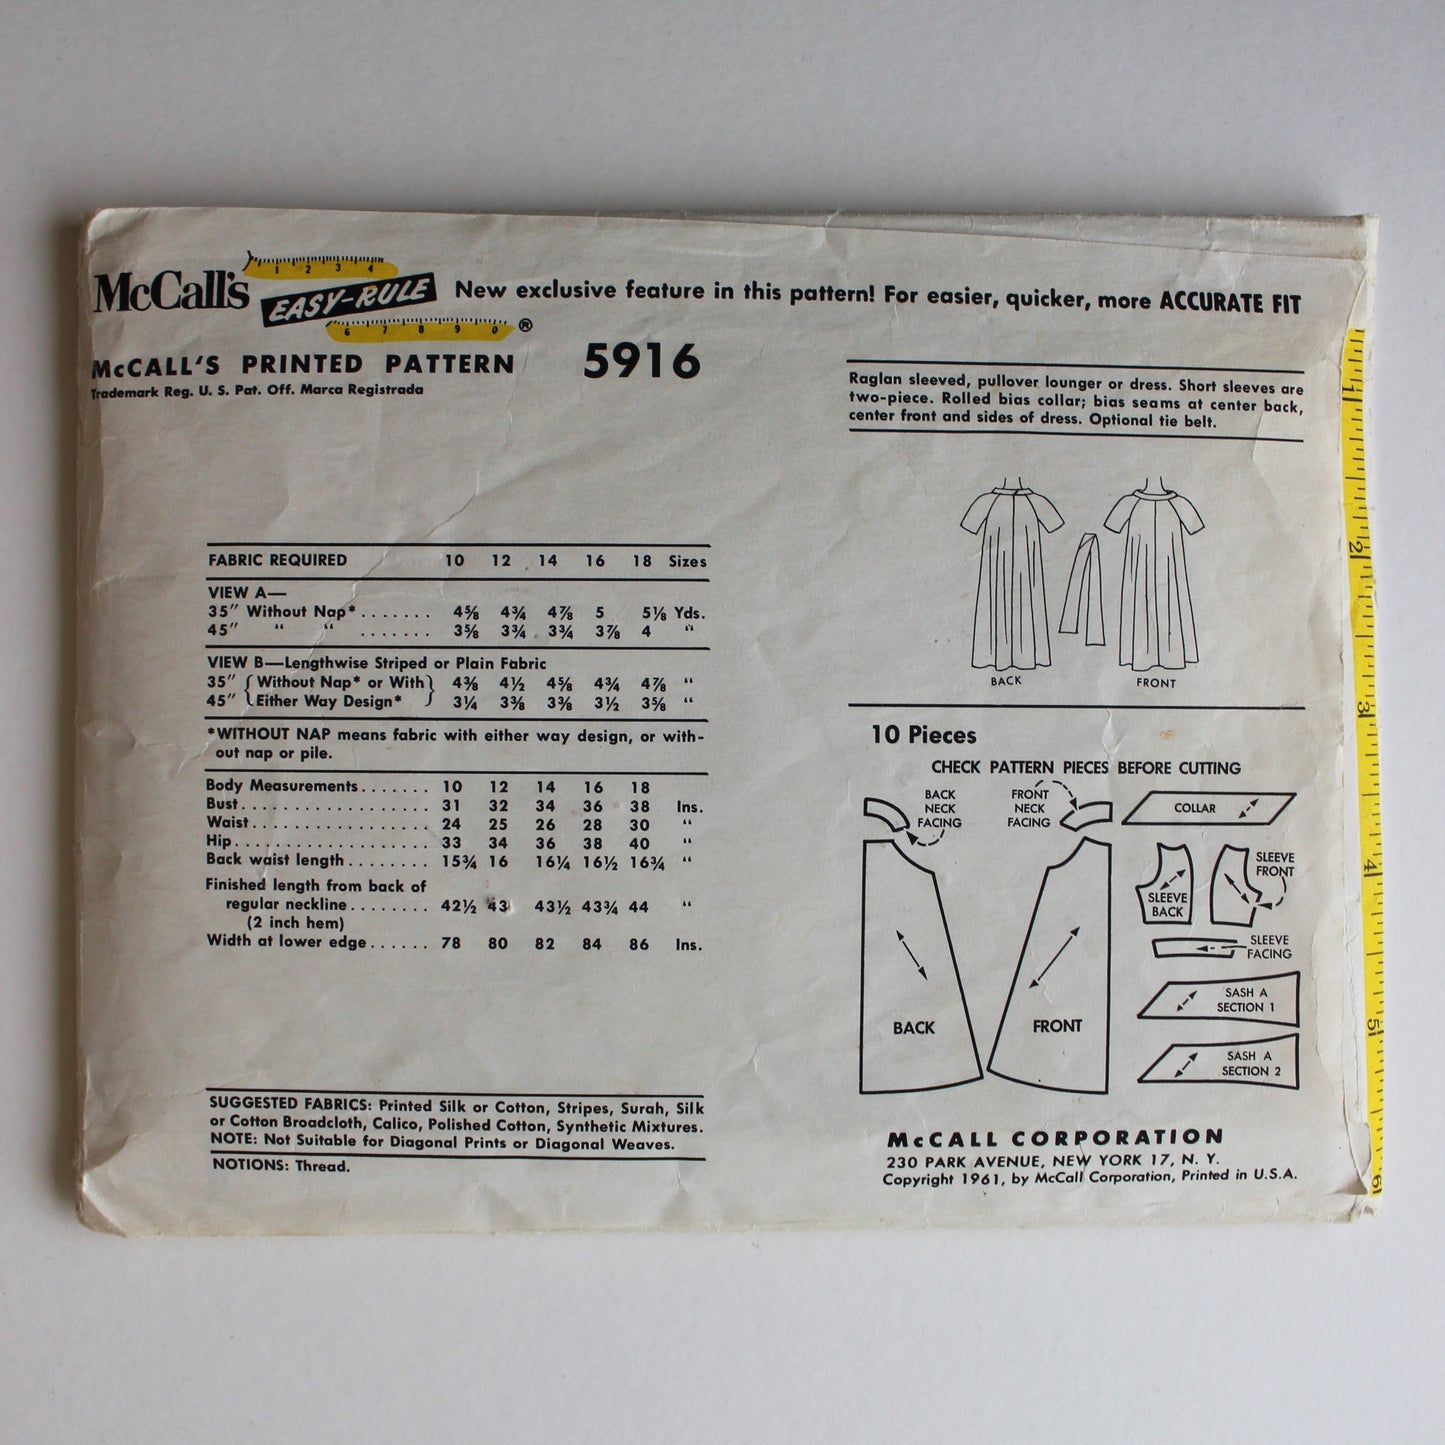 McCall's
1 2 3 4
EASY-RULE
6 7 8 9 0
®
New exclusive feature in this pattern! For easier, quicker, more ACCURATE FIT
McCALL'S PRINTED PATTERN 5916
Trademark Reg. U. S. Pat. Off. Marca Registrada
Raglan sleeved, pullover lounger or dress. Short sleeves are
two-piece. Rolled bias collar; bias seams at center back,
center front and sides of dress. Optional tie belt.
BACK FRONT
FABRIC REQUIRED 10 12 14 16 18 Sizes
VIEW A—
35″ Without Nap*....... 4⅝ 4¾ 4⅞ 5 5⅛ Yds.
45″ “ “ ....... 3⅝ 3¾ 3¾ 3⅞ 4 “
VIEW B—Lengthwise Striped or Plain Fabric
35″ {Without Nap* or With} 4⅜ 4½ 4⅝ 4¾ 4⅞ “
45″ {Either Way Design* } 3¼ 3⅜ 3⅜ 3½ 3⅝ “
*WITHOUT NAP means fabric with either way design, or with-
out nap or pile.
Body Measurements....... 10 12 14 16 18
Bust.................... 31 32 34 36 38 Ins.
Waist................... 24 25 26 28 30 “
Hip..................... 33 34 36 38 40 “
Back waist length........ 15¾ 16 16¼ 16½ 16¾ “
Finished length from back of
regular neckline........ 42½ 43 43½ 43¾ 44 “
(2 inch hem)
Width at lower edge...... 78 80 82 84 86 Ins.
SUGGESTED FABRICS: Printed Silk or Cotton, Stripes, Surah, Silk
or Cotton Broadcloth, Calico, Polished Cotton, Synthetic Mixtures.
NOTE: Not Suitable for Diagonal Prints or Diagonal Weaves.
NOTIONS: Thread.
10 Pieces
CHECK PATTERN PIECES BEFORE CUTTING
BACK
NECK
FACING
FRONT
NECK
FACING
COLLAR
SLEEVE
BACK
SLEEVE
FRONT
SLEEVE
FACING
SASH A
SECTION 1
SASH A
SECTION 2
BACK
FRONT
McCALL CORPORATION
230 PARK AVENUE, NEW YORK 17, N. Y.
Copyright 1961, by McCall Corporation, Printed in U.S.A.
1
2
3
4
5
6